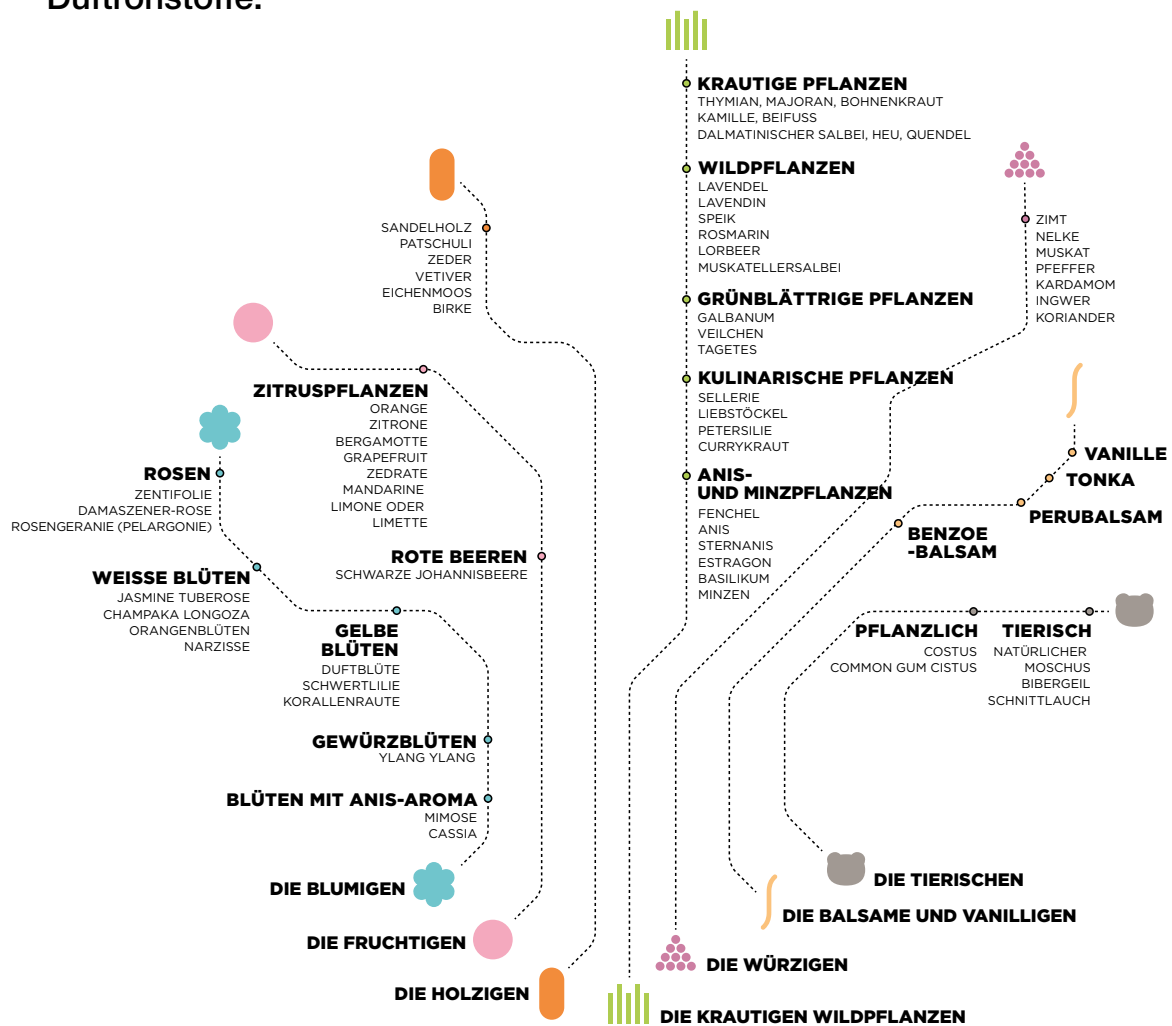 Duftrohstoffe.
KRAUTIGE PFLANZEN
THYMIAN, MAJORAN, BOHNENKRAUT
KAMILLE, BEIFUSS
DALMATINISCHER SALBEI, HEU, QUENDEL
WILDPFLANZEN
LAVENDEL
LAVENDIN
SPEIK
ROSMARIN
LORBEER
MUSKATELLERSALBEI
GRÜNBLÄTTRIGE PFLANZEN
GALBANUM
VEILCHEN
TAGETES
KULINARISCHE PFLANZEN
SELLERIE
LIEBSTÖCKEL
PETERSILIE
CURRYKRAUT
ANIS-
UND MINZPFLANZEN
FENCHEL
ANIS
STERNANIS
ESTRAGON
BASILIKUM
MINZEN
SANDELHOLZ
PATSCHULI
ZEDER
VETIVER
EICHENMOOS
BIRKE
ZITRUSPFLANZEN
ORANGE
ZITRONE
BERGAMOTTE
GRAPEFRUIT
ZEDRATE
MANDARINE
LIMONE ODER
LIMETTE
ROTE BEEREN
SCHWARZE JOHANNISBEERE
ROSEN
ZENTIFOLIE
DAMASZENER-ROSE
ROSENGERANIE (PELARGONIE)
WEISSE BLÜTEN
JASMINE TUBEROSE
CHAMPAKA LONGOZA
ORANGENBLÜTEN
NARZISSE
GELBE
BLÜTEN
DUFTBLÜTE
SCHWERTLILIE
KORALLENRAUTE
GEWÜRZBLÜTEN
YLANG YLANG
BLÜTEN MIT ANIS-AROMA
MIMOSE
CASSIA
ZIMT
NELKE
MUSKAT
PFEFFER
KARDAMOM
INGWER
KORIANDER
VANILLE
TONKA
PERUBALSAM
BENZOE
-BALSAM
PFLANZLICH
COSTUS
COMMON GUM CISTUS
TIERISCH
NATÜRLICHER
MOSCHUS
BIBERGEIL
SCHNITTLAUCH
DIE BLUMIGEN
DIE FRUCHTIGEN
DIE HOLZIGEN
DIE KRAUTIGEN WILDPFLANZEN
DIE WÜRZIGEN
DIE BALSAME UND VANILLIGEN
DIE TIERISCHEN